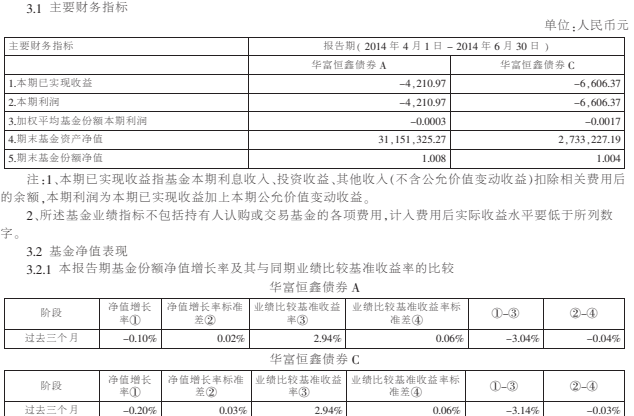 3.1 主要财务指标
单位:人民币元
主要财务指标 报告期( 2014 年 4 月 1 日 - 2014 年 6 月 30 日 )
华富恒鑫债券 A 华富恒鑫债券 C
1.本期已实现收益 -4,210.97 -6,606.37
2.本期利润 -4,210.97 -6,606.37
3.加权平均基金份额本期利润 -0.0003 -0.0017
4.期末基金资产净值 31,151,325.27 2,733,227.19
5.期末基金份额净值 1.008 1.004
注:1、本期已实现收益指基金本期利息收入、投资收益、其他收入(不含公允价值变动收益)扣除相关费用后
的余额,本期利润为本期已实现收益加上本期公允价值变动收益。
2、所述基金业绩指标不包括持有人认购或交易基金的各项费用,计入费用后实际收益水平要低于所列数
字。
3.2 基金净值表现
3.2.1 本报告期基金份额净值增长率及其与同期业绩比较基准收益率的比较
华富恒鑫债券 A
阶段 净值增长率① 净值增长率标准差② 业绩比较基准收益率③ 业绩比较基准收益率标准差④ ①-③ ②-④
过去三个月 -0.10% 0.02% 2.94% 0.06% -3.04% -0.04%
华富恒鑫债券 C
阶段 净值增长率① 净值增长率标准差② 业绩比较基准收益率③ 业绩比较基准收益率标准差④ ①-③ ②-④
过去三个月 -0.20% 0.03% 2.94% 0.06% -3.14% -0.03%